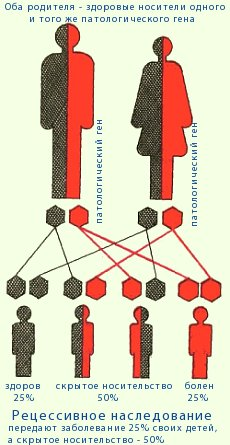 Оба родителя - здоровые носители одного
и того же патологического гена
патологический ген
патологический ген
здоров скрытое носительство болен
25% 50% 25%
Рецессивное наследование
передают заболевание 25% своих детей,
а скрытое носительство - 50%